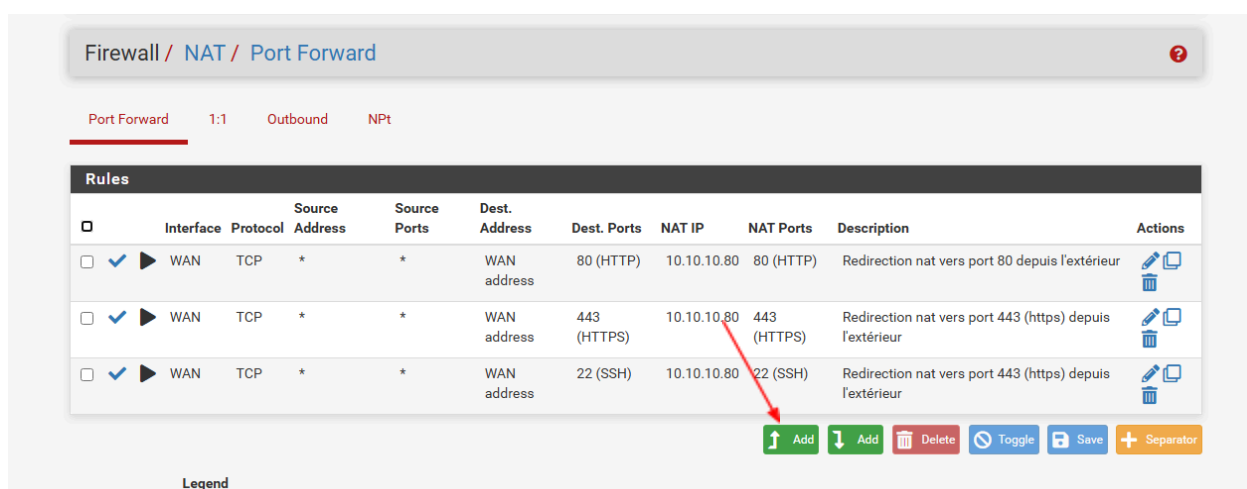 Firewall / NAT / Port Forward
Port Forward 1:1 Outbound NPt
Rules
Interface Protocol Source Address Source Ports Dest. Address Dest. Ports NAT IP NAT Ports Description Actions
WAN TCP * * WAN address 80 (HTTP) 10.10.10.80 80 (HTTP) Redirection nat vers port 80 depuis l'extérieur
WAN TCP * * WAN address 443 (HTTPS) 10.10.10.80 443 (HTTPS) Redirection nat vers port 443 (https) depuis l'extérieur
WAN TCP * * WAN address 22 (SSH) 10.10.10.80 22 (SSH) Redirection nat vers port 443 (https) depuis l'extérieur
Add Add Delete Toggle Save Separator
Legend